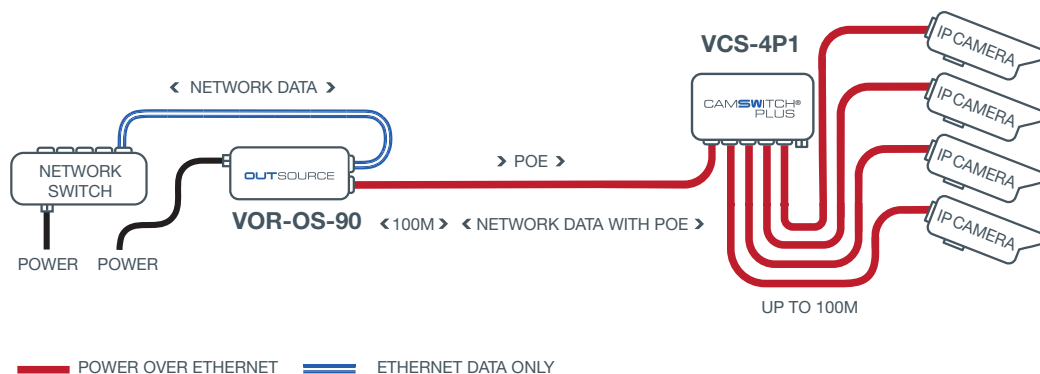 VCS-4P1
IP CAMERA
< NETWORK DATA >
CAMSWITCH®
PLUS
IP CAMERA
NETWORK
SWITCH
OUTSOURCE
> POE >
IP CAMERA
VOR-OS-90
< 100M > < NETWORK DATA WITH POE >
IP CAMERA
POWER POWER
UP TO 100M
POWER OVER ETHERNET
ETHERNET DATA ONLY